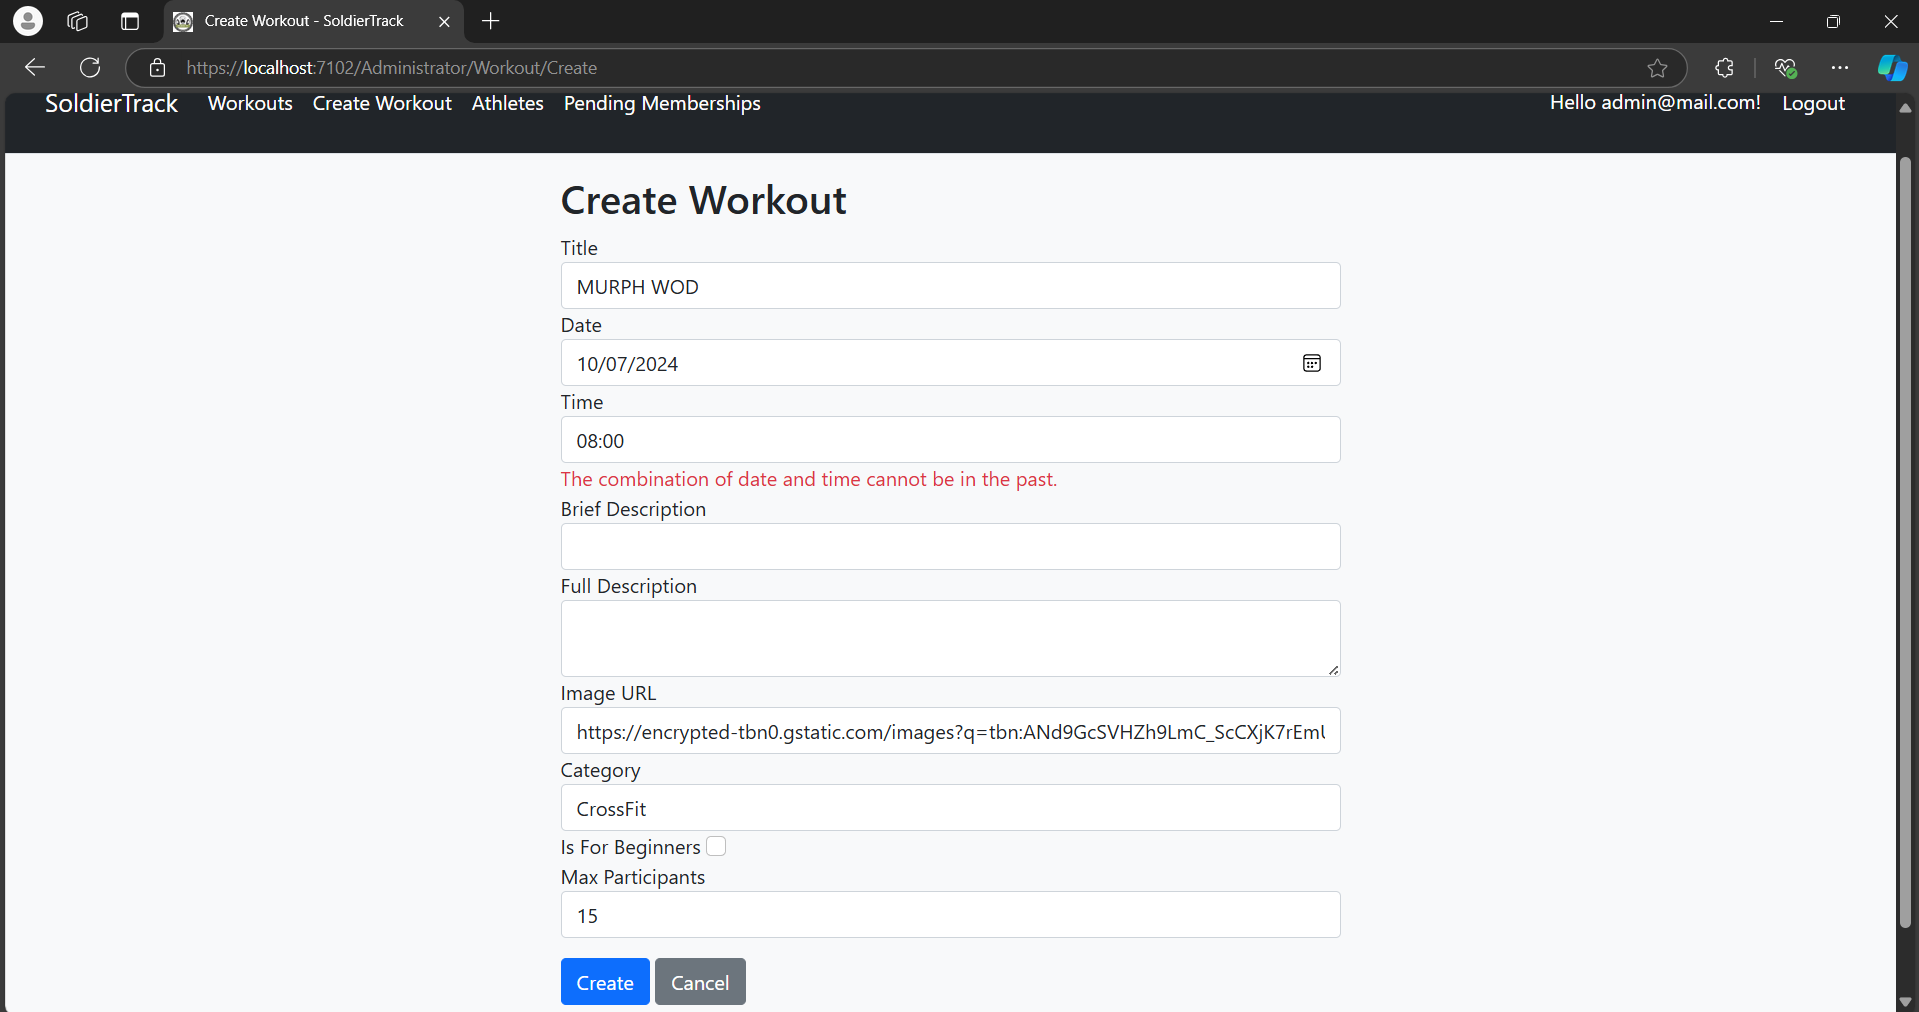 Create Workout - SoldierTrack
https://localhost:7102/Administrator/Workout/Create
SoldierTrack Workouts Create Workout Athletes Pending Memberships Hello admin@mail.com! Logout
Create Workout
Title
MURPH WOD
Date
10/07/2024
Time
08:00
The combination of date and time cannot be in the past.
Brief Description
Full Description
Image URL
https://encrypted-tbn0.gstatic.com/images?q=tbn:ANd9GcSVHZh9LmC_ScCXjK7rEm
Category
CrossFit
Is For Beginners
Max Participants
15
Create Cancel